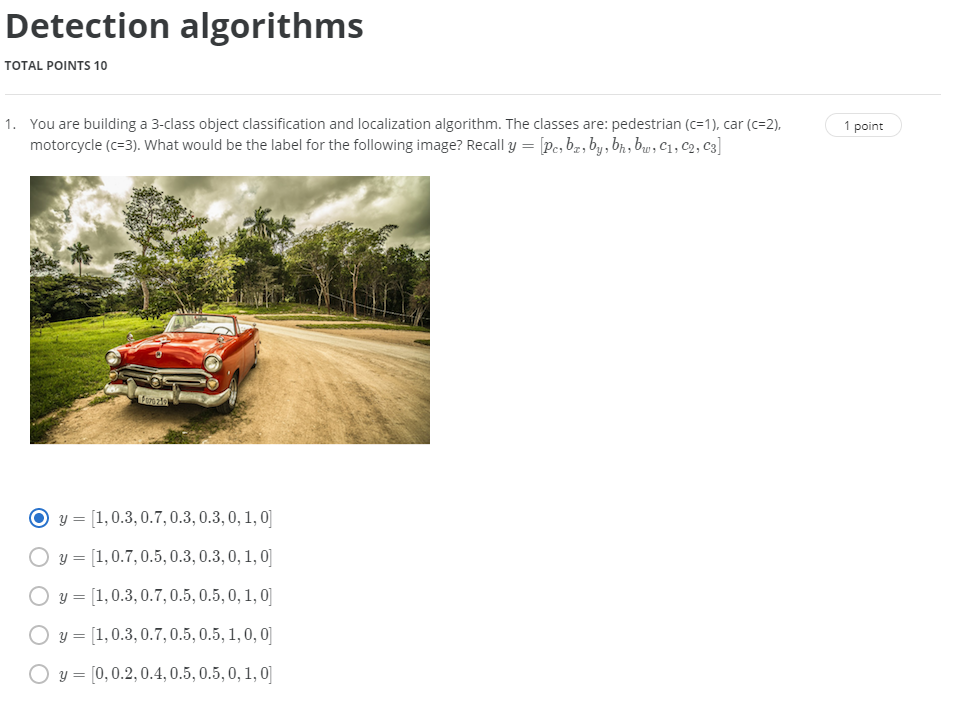 Detection algorithms
TOTAL POINTS 10
1. You are building a 3-class object classification and localization algorithm. The classes are: pedestrian (c=1), car (c=2),
motorcycle (c=3). What would be the label for the following image? Recall y = [p_c, b_x, b_y, b_h, b_w, c_1, c_2, c_3]
1 point
y = [1, 0.3, 0.7, 0.3, 0.3, 0, 1, 0]
y = [1, 0.7, 0.5, 0.3, 0.3, 0, 1, 0]
y = [1, 0.3, 0.7, 0.5, 0.5, 0, 1, 0]
y = [1, 0.3, 0.7, 0.5, 0.5, 1, 0, 0]
y = [0, 0.2, 0.4, 0.5, 0.5, 0, 1, 0]